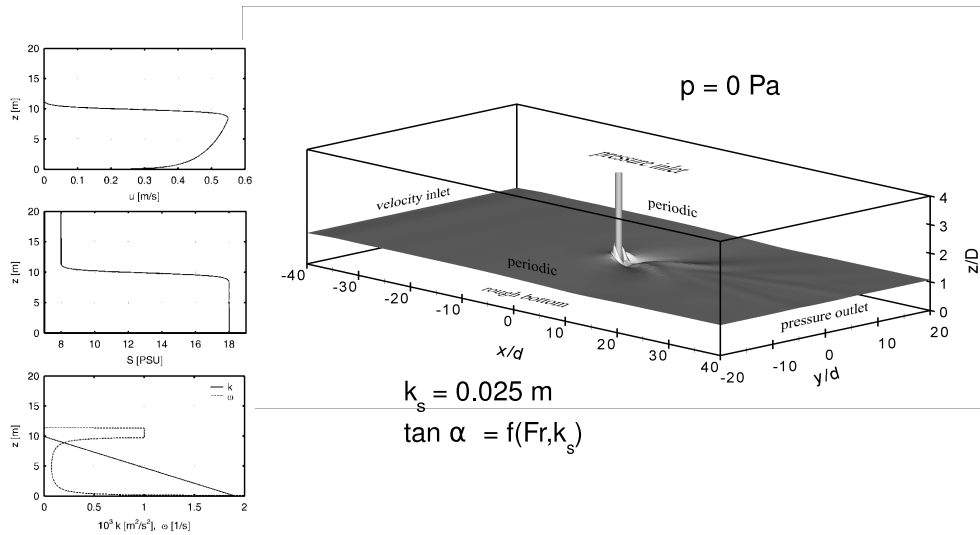 20
15
10
5
0
z [m]
0 0.1 0.2 0.3 0.4 0.5 0.6
u [m/s]
20
15
10
5
0
z [m]
8 10 12 14 16 18
S [PSU]
20
15
10
5
0
z [m]
k
ω
0 0.5 1 1.5 2
10³ k [m²/s²], ω [1/s]
p = 0 Pa
pressure inlet
velocity inlet
periodic
periodic
rough bottom
pressure outlet
-40 -30 -20 -10 0 10 20 30 40
x/d
-20 -10 0 10 20
y/d
4
3
2
1
0
z/D
kₛ = 0.025 m
tan α = f(Fr,kₛ)